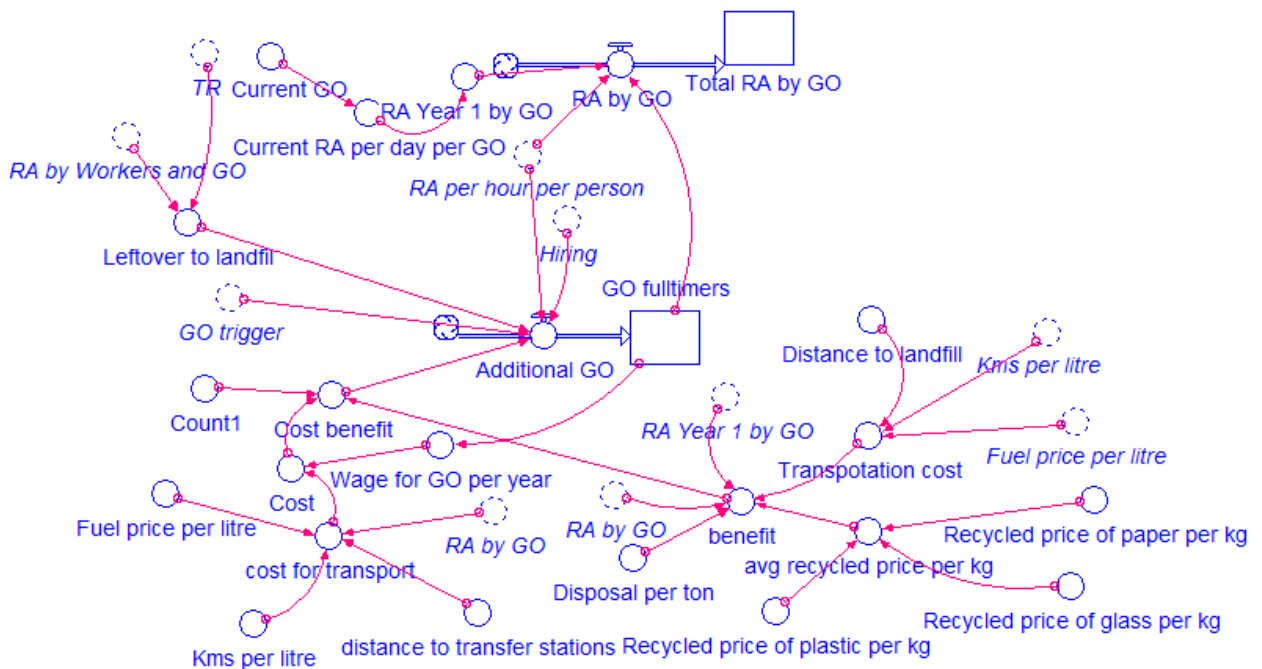 TR
Current GO
RA Year 1 by GO
RA by GO
Total RA by GO
Current RA per day per GO
RA by Workers and GO
RA per hour per person
Leftover to landfil
Hiring
GO fulltimers
GO trigger
Additional GO
Distance to landfill
Kms per litre
Count1
Cost benefit
RA Year 1 by GO
Fuel price per litre
Transpotation cost
Wage for GO per year
Cost
Fuel price per litre
RA by GO
RA by GO
benefit
Recycled price of paper per kg
cost for transport
avg recycled price per kg
Disposal per ton
Recycled price of glass per kg
distance to transfer stations
Recycled price of plastic per kg
Kms per litre